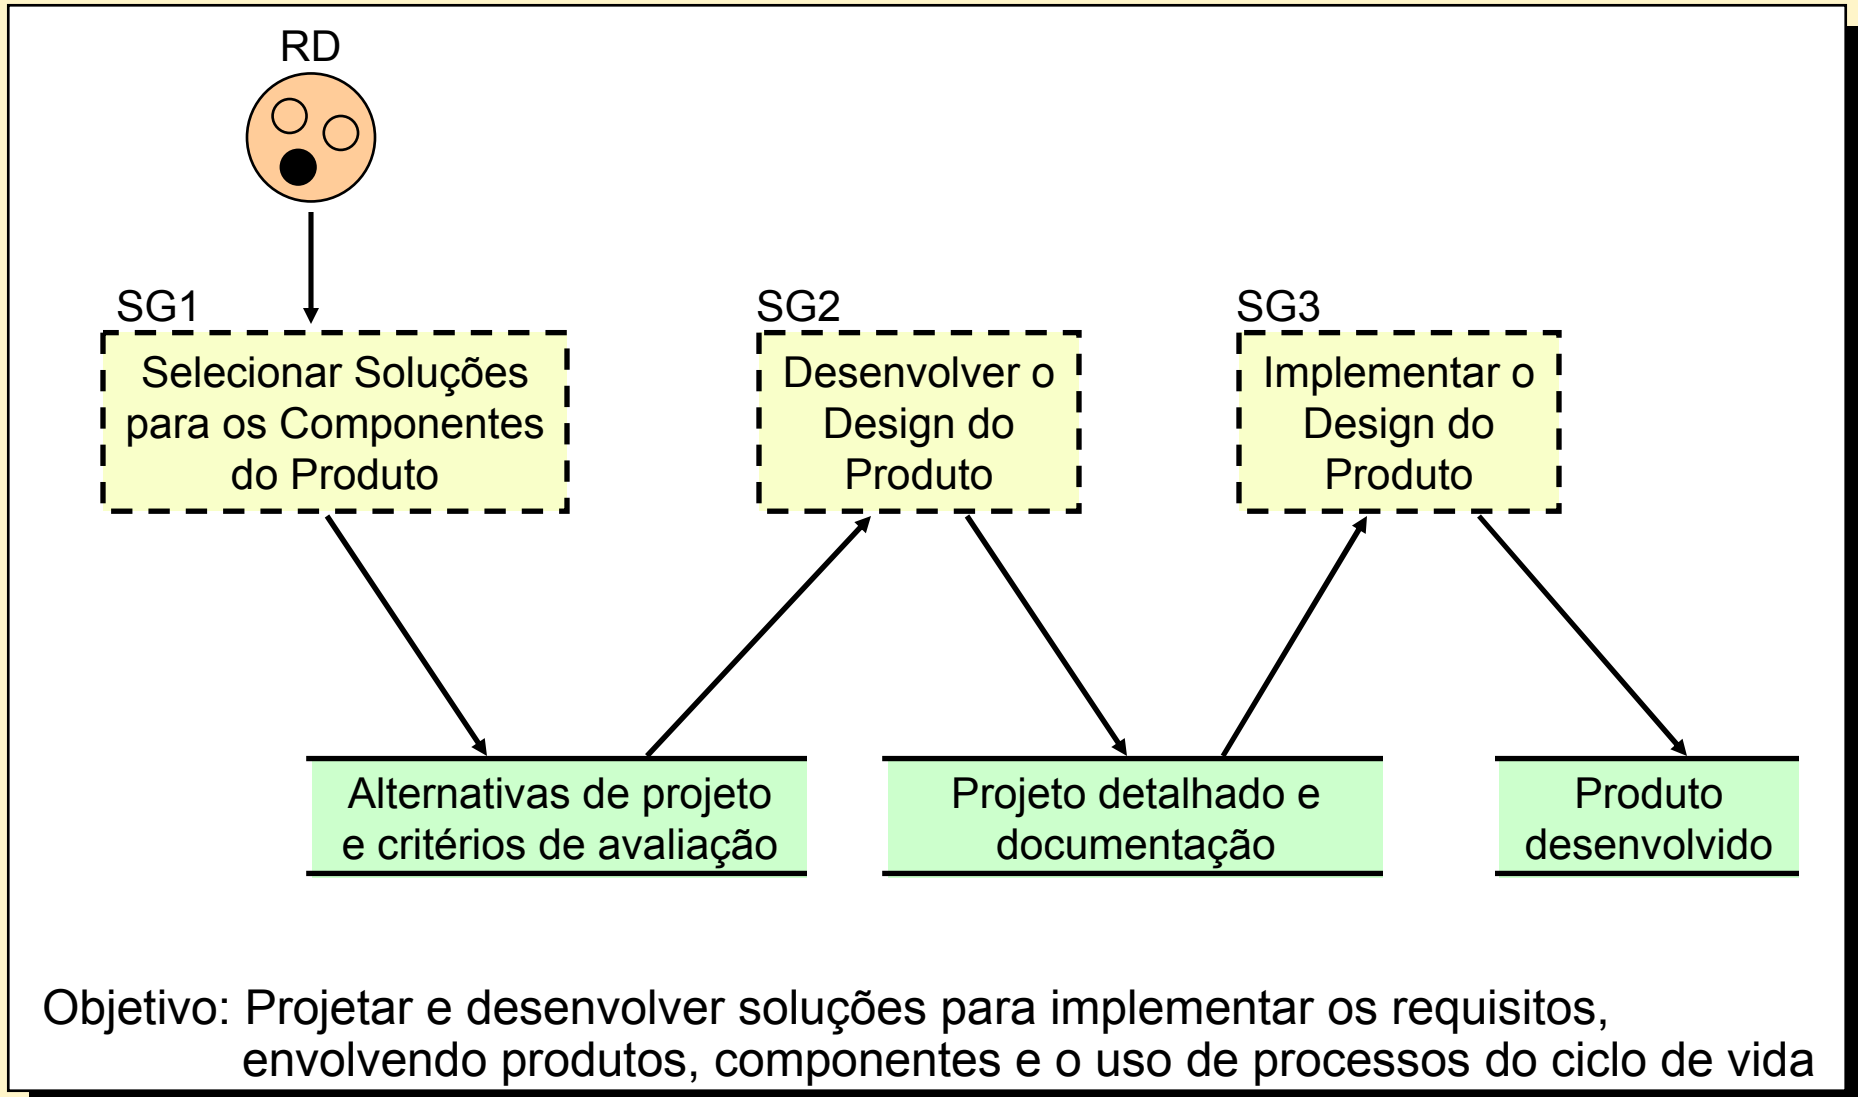 RD
SG1
Selecionar Soluções
para os Componentes
do Produto
SG2
Desenvolver o
Design do
Produto
SG3
Implementar o
Design do
Produto
Alternativas de projeto
e critérios de avaliação
Projeto detalhado e
documentação
Produto
desenvolvido
Objetivo: Projetar e desenvolver soluções para implementar os requisitos,
envolvendo produtos, componentes e o uso de processos do ciclo de vida